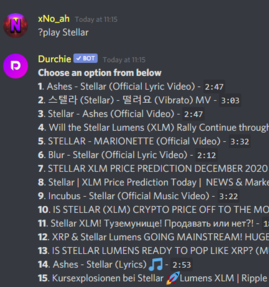 xNo_ah Today at 11:15
?play Stellar
Durchie ✓BOT Today at 11:15
Choose an option from below
1. Ashes - Stellar (Official Lyric Video) - 2:47
2. 스텔라 (Stellar) - 떨려요 (Vibrato) MV - 3:03
3. Stellar - Ashes (Official Video) - 2:47
4. Will the Stellar Lumens (XLM) Rally Continue through
5. STELLAR - MARIONETTE (Official Video) - 3:32
6. Blur - Stellar (Official Lyric Video) - 2:12
7. STELLAR XLM PRICE PREDICTION DECEMBER 2020
8. Stellar | XLM Price Prediction Today | NEWS & Marke
9. Incubus - Stellar (Official Music Video) - 3:22
10. IS STELLAR (XLM) CRYPTO PRICE OFF TO THE MO
11. Stellar XLM! Туземунище! Продавать или нет?! -
12. XRP & Stellar Lumens GOING MAINSTREAM! HUGE
13. IS STELLAR LUMENS READY TO POP LIKE XRP? (M
14. Ashes - Stellar (Lyrics) 🎵 - 2:53
15. Kursexplosionen bei Stellar 🚀Lumens XLM | Ripple